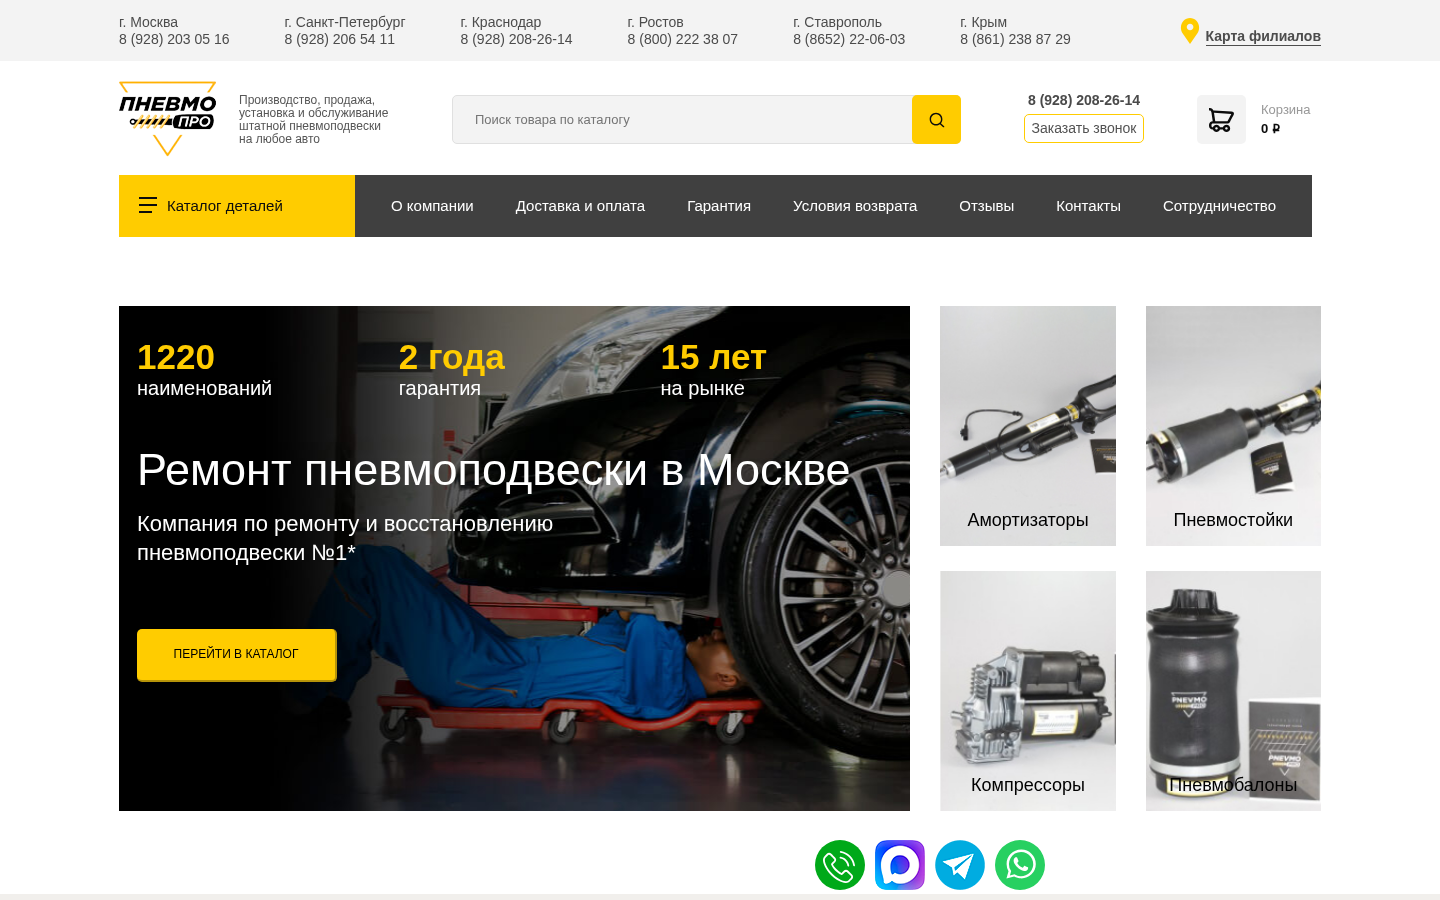 г. Москва
8 (928) 203 05 16
г. Санкт-Петербург
8 (928) 206 54 11
г. Краснодар
8 (928) 208-26-14
г. Ростов
8 (800) 222 38 07
г. Ставрополь
8 (8652) 22-06-03
г. Крым
8 (861) 238 87 29
Карта филиалов
ПНЕВМО
ПРО
Производство, продажа,
установка и обслуживание
штатной пневмоподвески
на любое авто
Поиск товара по каталогу
8 (928) 208-26-14
Заказать звонок
Корзина
0 ₽
Каталог деталей
О компании
Доставка и оплата
Гарантия
Условия возврата
Отзывы
Контакты
Сотрудничество
1220
наименований
2 года
гарантия
15 лет
на рынке
Ремонт пневмоподвески в Москве
Компания по ремонту и восстановлению
пневмоподвески №1*
ПЕРЕЙТИ В КАТАЛОГ
Амортизаторы
Пневмостойки
Компрессоры
PNEVMO
PRO
Пневмобалоны